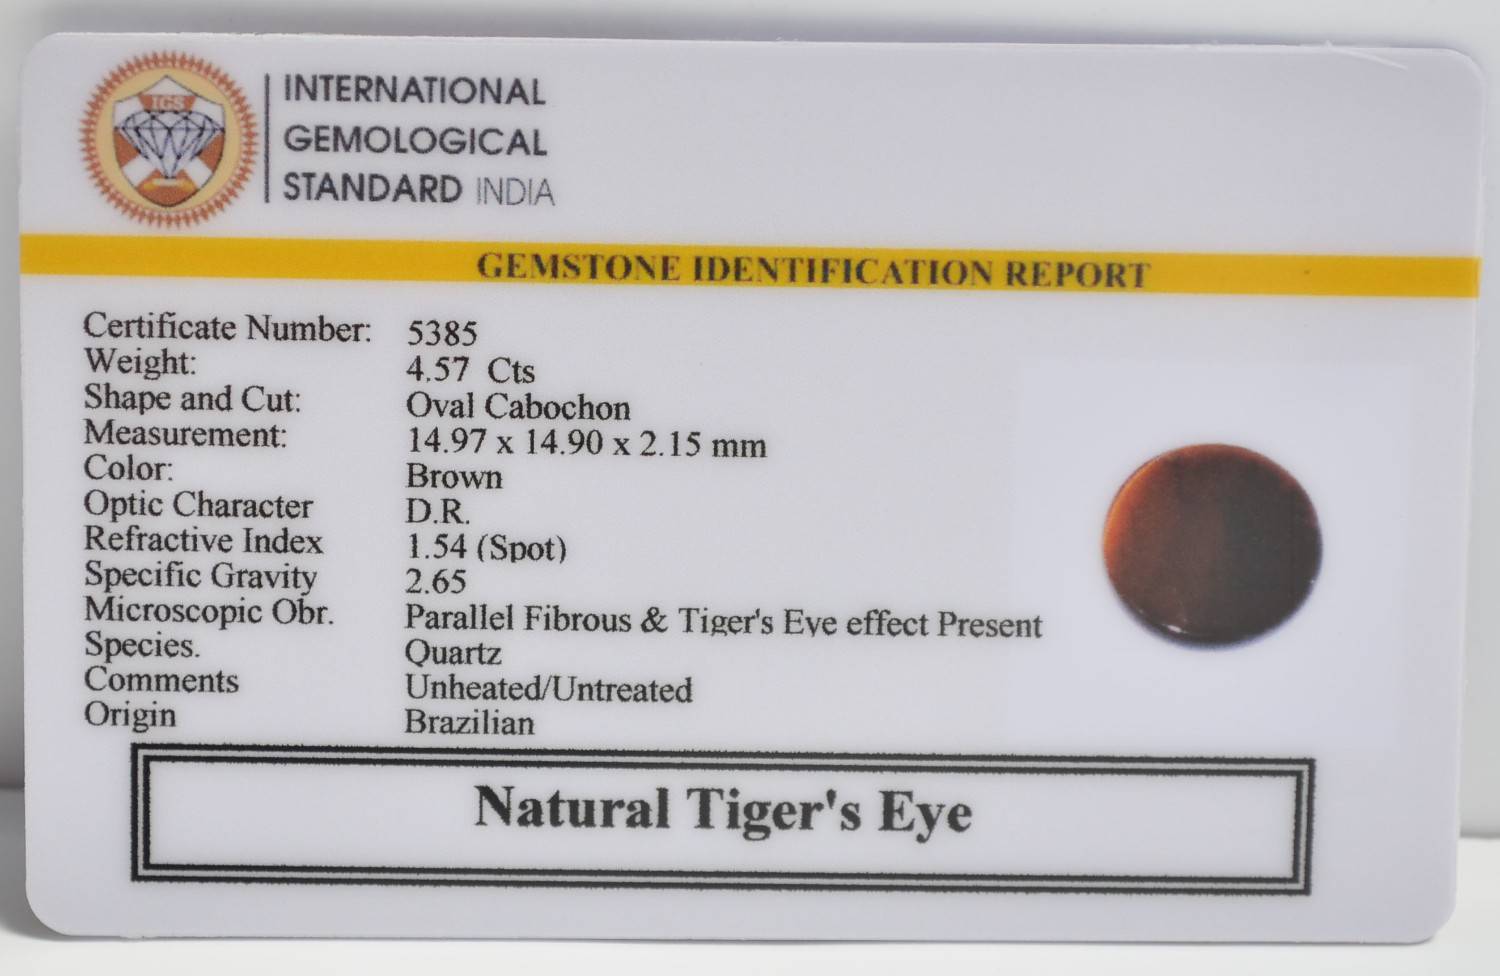 IGS
INTERNATIONAL
GEMOLOGICAL
STANDARD INDIA
GEMSTONE IDENTIFICATION REPORT
Certificate Number: 5385
Weight: 4.57 Cts
Shape and Cut: Oval Cabochon
Measurement: 14.97 x 14.90 x 2.15 mm
Color: Brown
Optic Character D.R.
Refractive Index 1.54 (Spot)
Specific Gravity 2.65
Microscopic Obr. Parallel Fibrous & Tiger's Eye effect Present
Species. Quartz
Comments Unheated/Untreated
Origin Brazilian
Natural Tiger's Eye